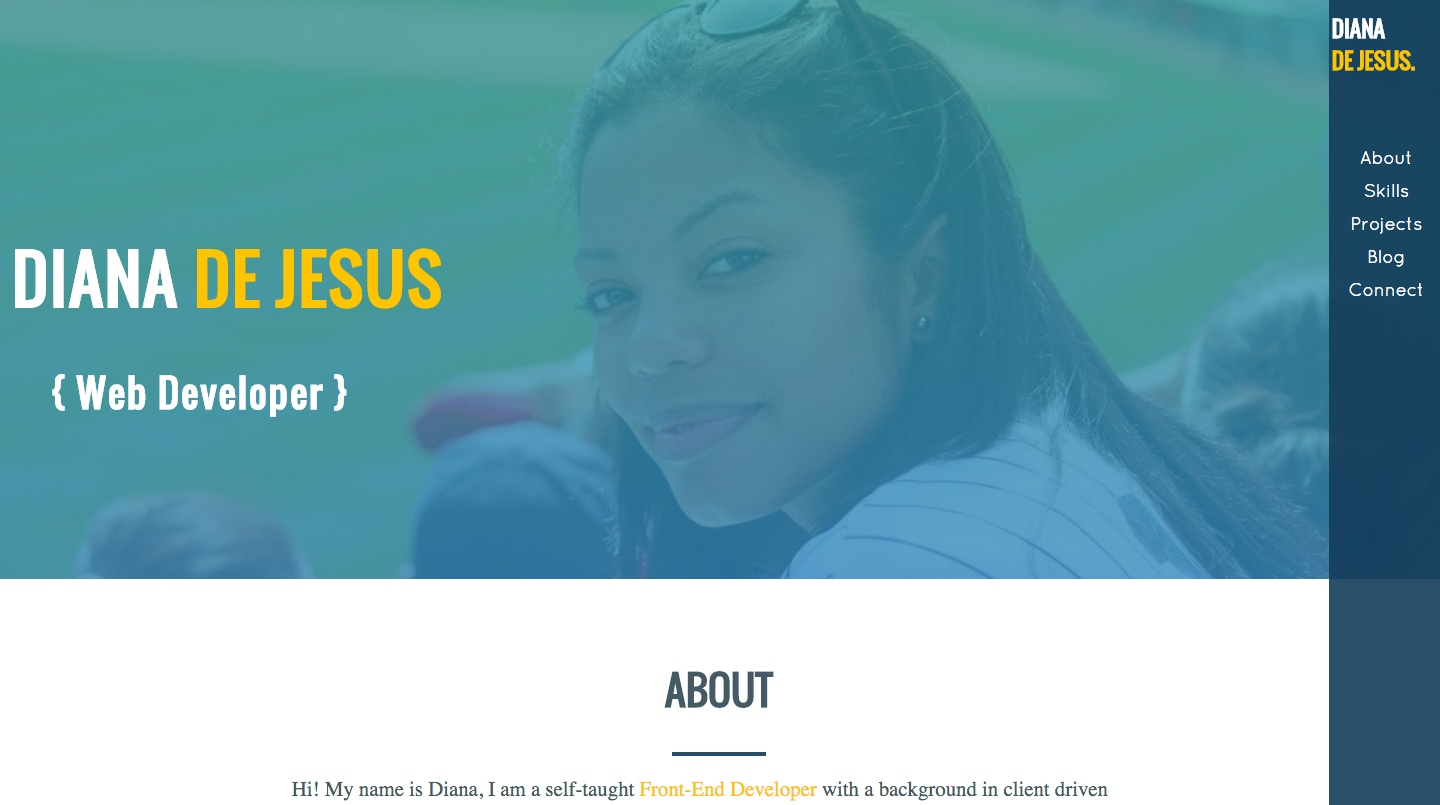 DIANA
DE JESUS.
About
Skills
Projects
Blog
Connect
DIANA DE JESUS
{ Web Developer }
ABOUT
Hi! My name is Diana, I am a self-taught Front-End Developer with a background in client driven